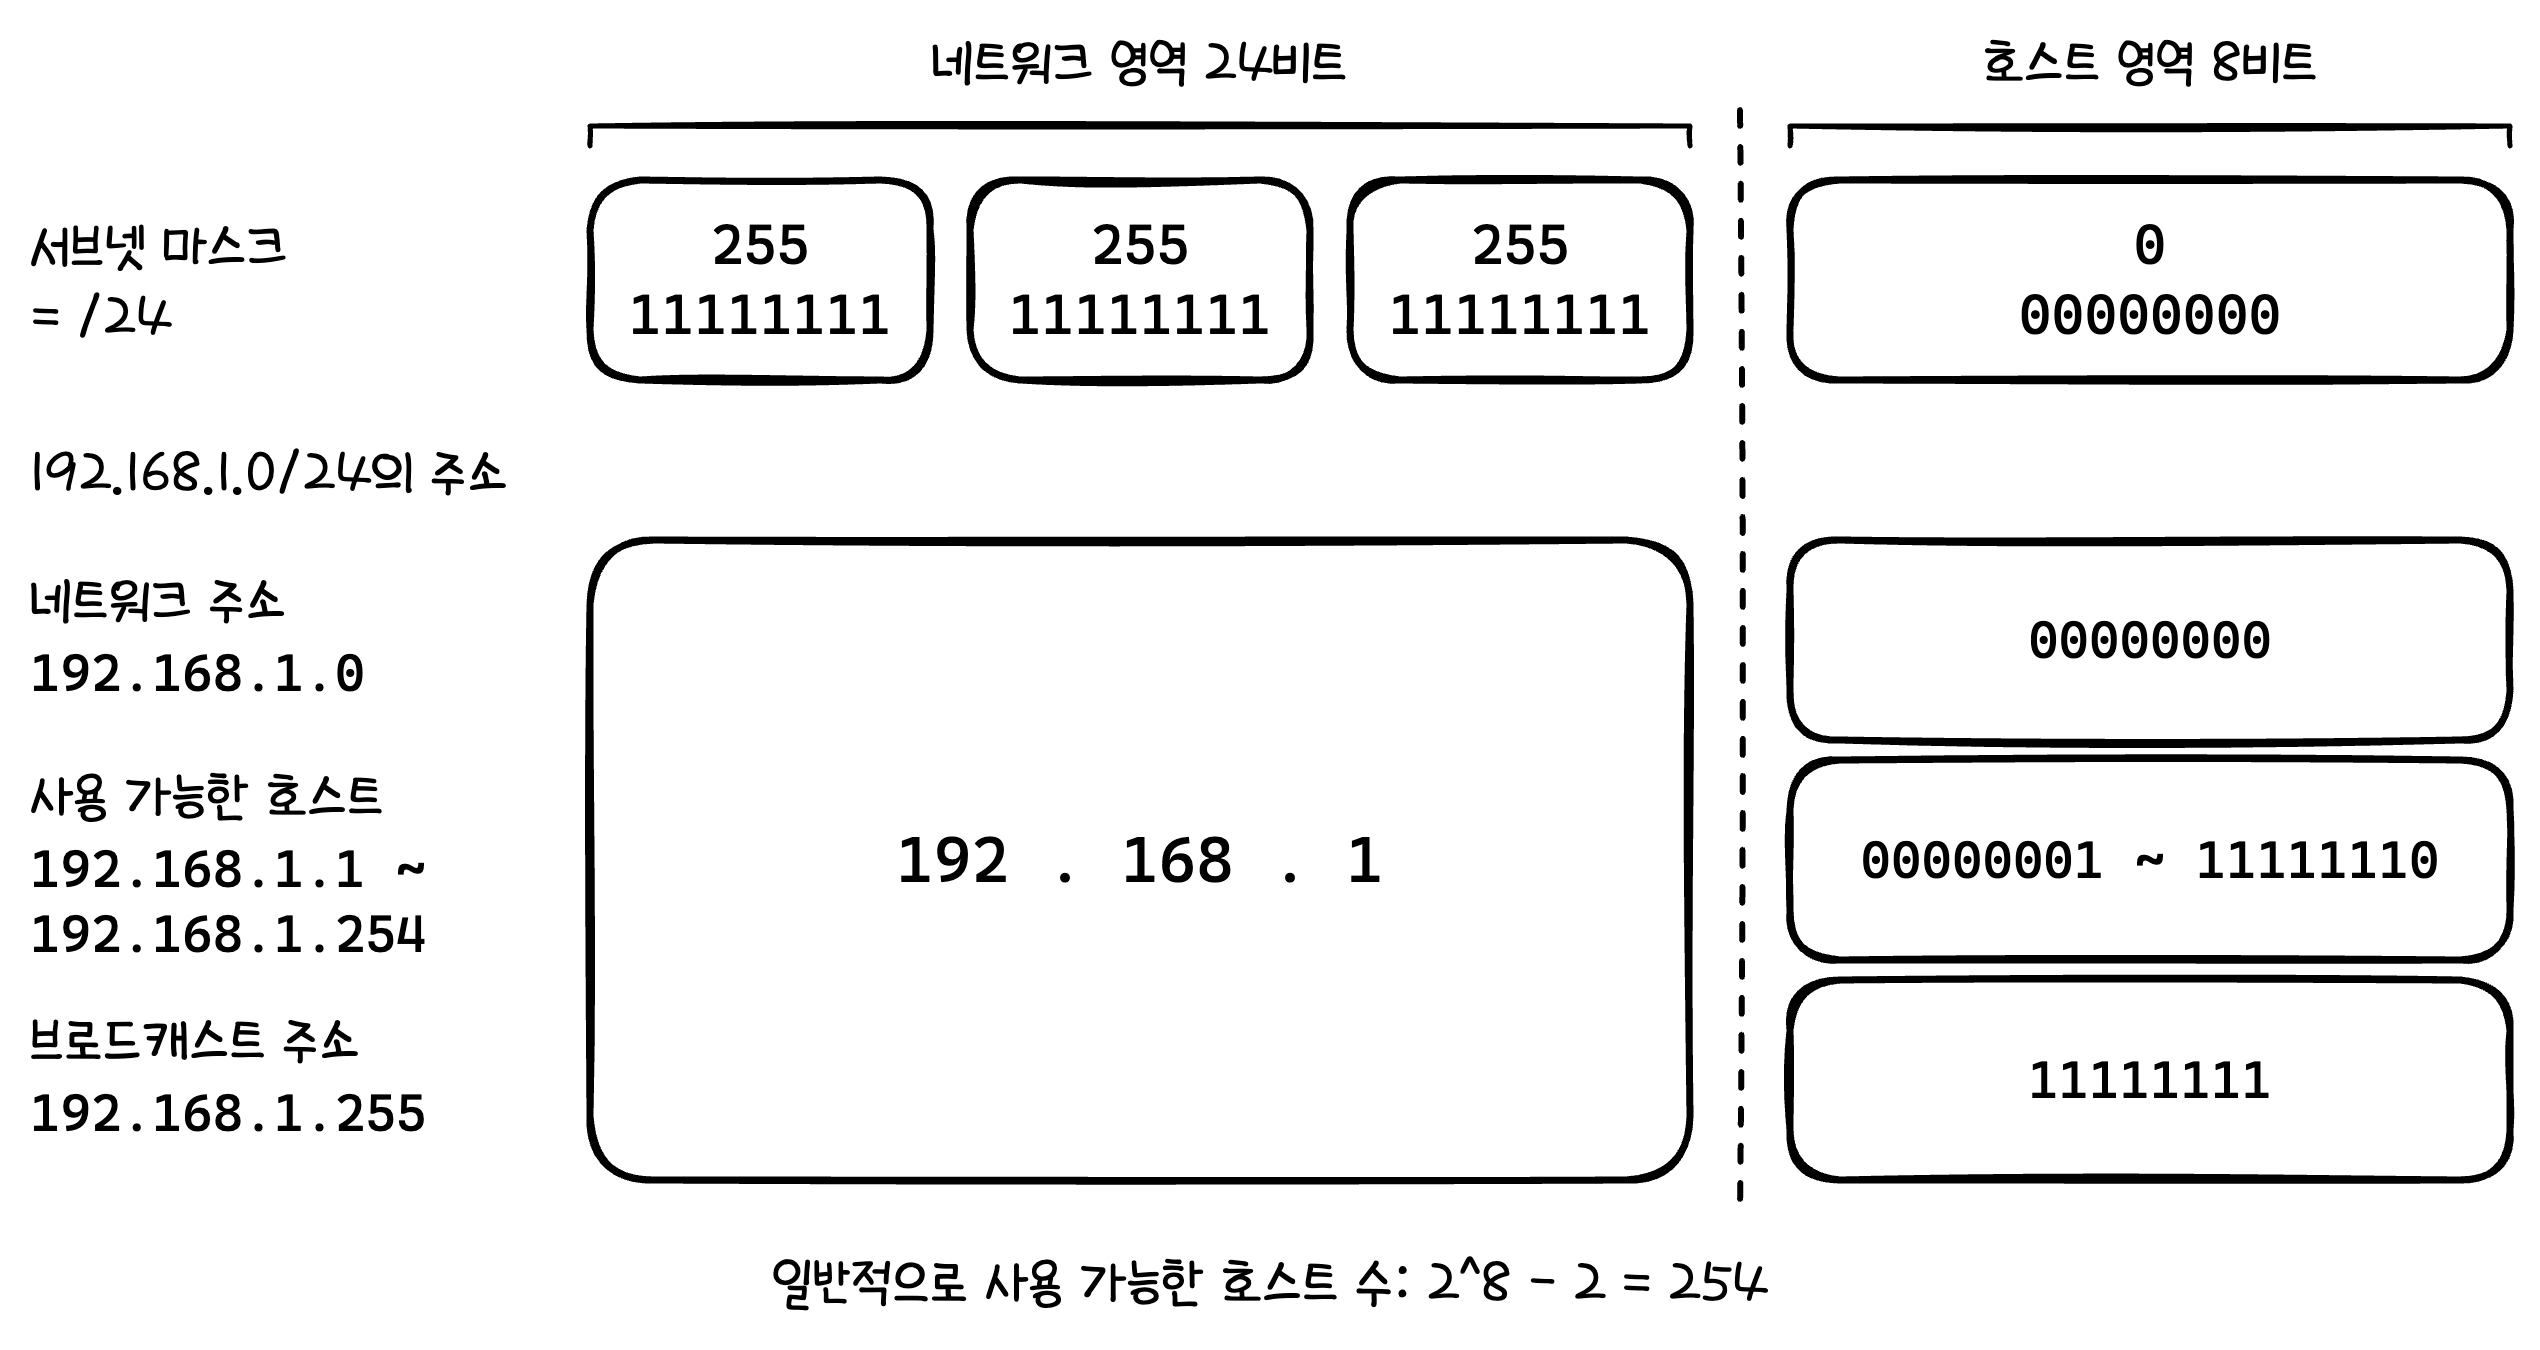 네트워크 영역 24비트
호스트 영역 8비트
서브넷 마스크
= /24
255
11111111
255
11111111
255
11111111
0
00000000
192.168.1.0/24의 주소
네트워크 주소
192.168.1.0
사용 가능한 호스트
192.168.1.1 ~
192.168.1.254
브로드캐스트 주소
192.168.1.255
192 . 168 . 1
00000000
00000001 ~ 11111110
11111111
일반적으로 사용 가능한 호스트 수: 2^8 - 2 = 254